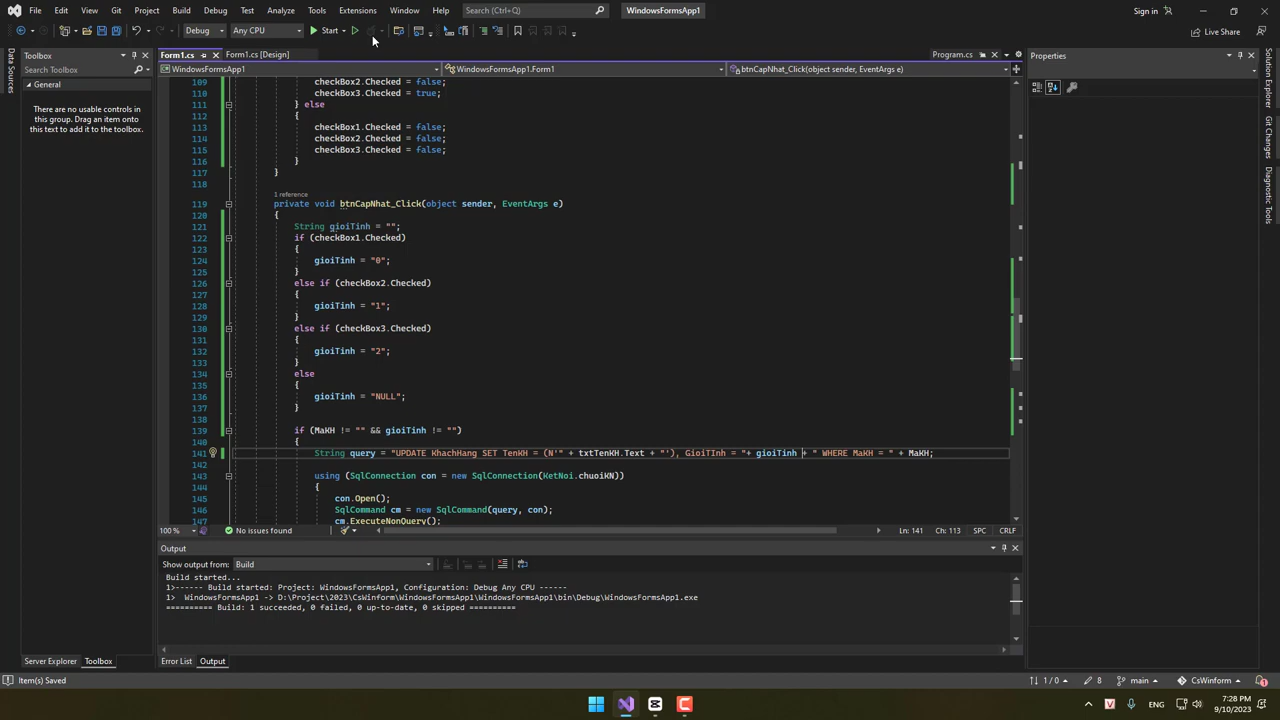 File Edit View Git Project Build Debug Test Analyze Tools Extensions Window Help Search (Ctrl+Q) WindowsFormsApp1 Sign in
Debug Any CPU Start Live Share
Toolbox Form1.cs Form1.cs [Design] Program.cs Properties
Data Sources
General
There are no usable controls in
this group. Drag an item onto
this text to add it to the toolbox.
WindowsFormsApp1 WindowsFormsApp1.Form1 btnCapNhat_Click(object sender, EventArgs e)
109 checkBox2.Checked = false;
110 checkBox3.Checked = true;
111 } else
112 {
113 checkBox1.Checked = false;
114 checkBox2.Checked = false;
115 checkBox3.Checked = false;
116 }
117 }
118
1 reference
119 private void btnCapNhat_Click(object sender, EventArgs e)
120 {
121 String gioiTinh = "";
122 if (checkBox1.Checked)
123 {
124 gioiTinh = "0";
125 }
126 else if (checkBox2.Checked)
127 {
128 gioiTinh = "1";
129 }
130 else if (checkBox3.Checked)
131 {
132 gioiTinh = "2";
133 }
134 else
135 {
136 gioiTinh = "NULL";
137 }
138
139 if (MaKH != "" && gioiTinh != "")
140 {
141 String query = "UPDATE KhachHang SET TenKH = (N'" + txtTenKH.Text + "'), GioiTInh = "+ gioiTinh + " WHERE MaKH = " + MaKH;
142
143 using (SqlConnection con = new SqlConnection(KetNoi.chuoiKN))
144 {
145 con.Open();
146 SqlCommand cm = new SqlCommand(query, con);
147 cm.ExecuteNonQuery();
100 % No issues found Ln: 141 Ch: 113 SPC CRLF
Output
Show output from: Build
Build started...
1>------ Build started: Project: WindowsFormsApp1, Configuration: Debug Any CPU ------
1> WindowsFormsApp1 -> D:\Project\2023\CsWinform\WindowsFormsApp1\WindowsFormsApp1\bin\Debug\WindowsFormsApp1.exe
========== Build: 1 succeeded, 0 failed, 0 up-to-date, 0 skipped ==========
Server Explorer Toolbox Error List Output
Solution Explorer
Git Changes
Diagnostic Tools
Item(s) Saved 1 / 0 8 main CsWinform 1
V ENG 7:28 PM
9/10/2023